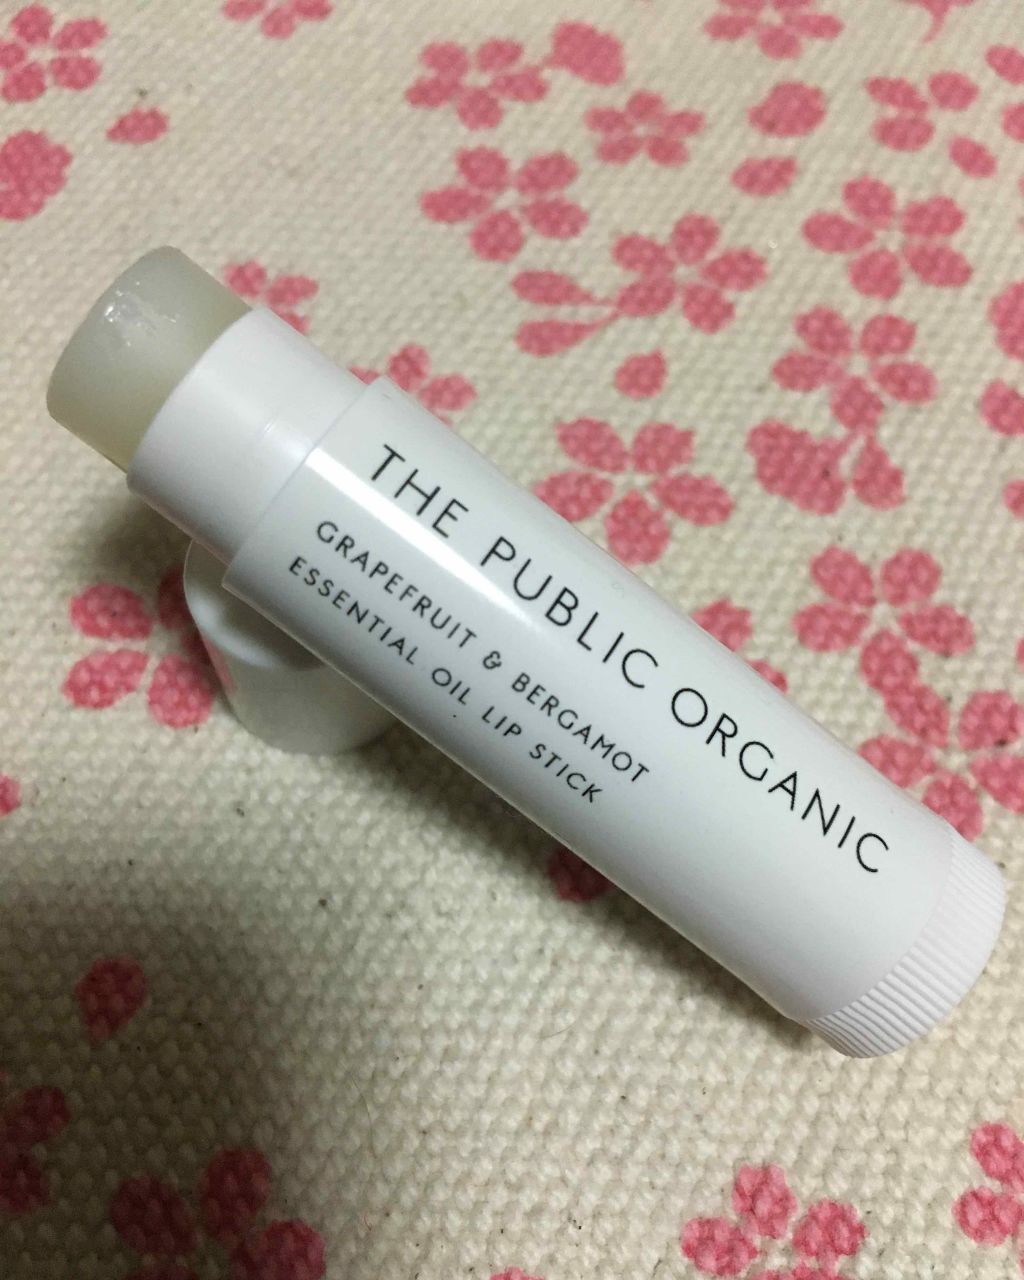 THE PUBLIC ORGANIC
GRAPEFRUIT & BERGAMOT
ESSENTIAL OIL LIP STICK